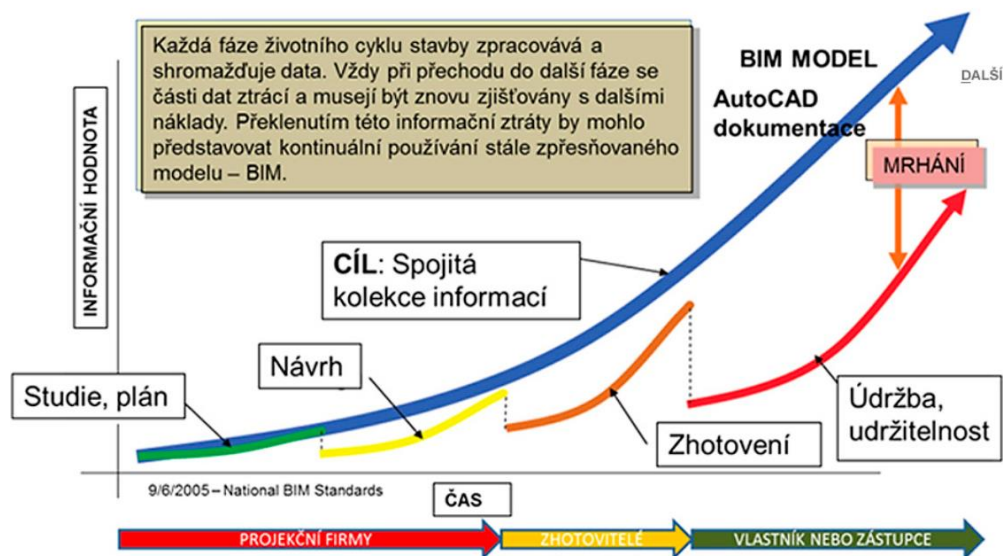 Každá fáze životního cyklu stavby zpracovává a
shromažďuje data. Vždy při přechodu do další fáze se
části dat ztrácí a musejí být znovu zjišťovány s dalšími
náklady. Překlenutím této informační ztráty by mohlo
představovat kontinuální používání stále zpřesňovaného
modelu – BIM.
BIM MODEL
DALŠÍ
AutoCAD
dokumentace
MRHÁNÍ
INFORMAČNÍ HODNOTA
CÍL: Spojitá
kolekce informací
Návrh
Studie, plán
Zhotovení
Údržba,
udržitelnost
9/6/2005 – National BIM Standards
ČAS
PROJEKČNÍ FIRMY
ZHOTOVITELÉ
VLASTNÍK NEBO ZÁSTUPCE